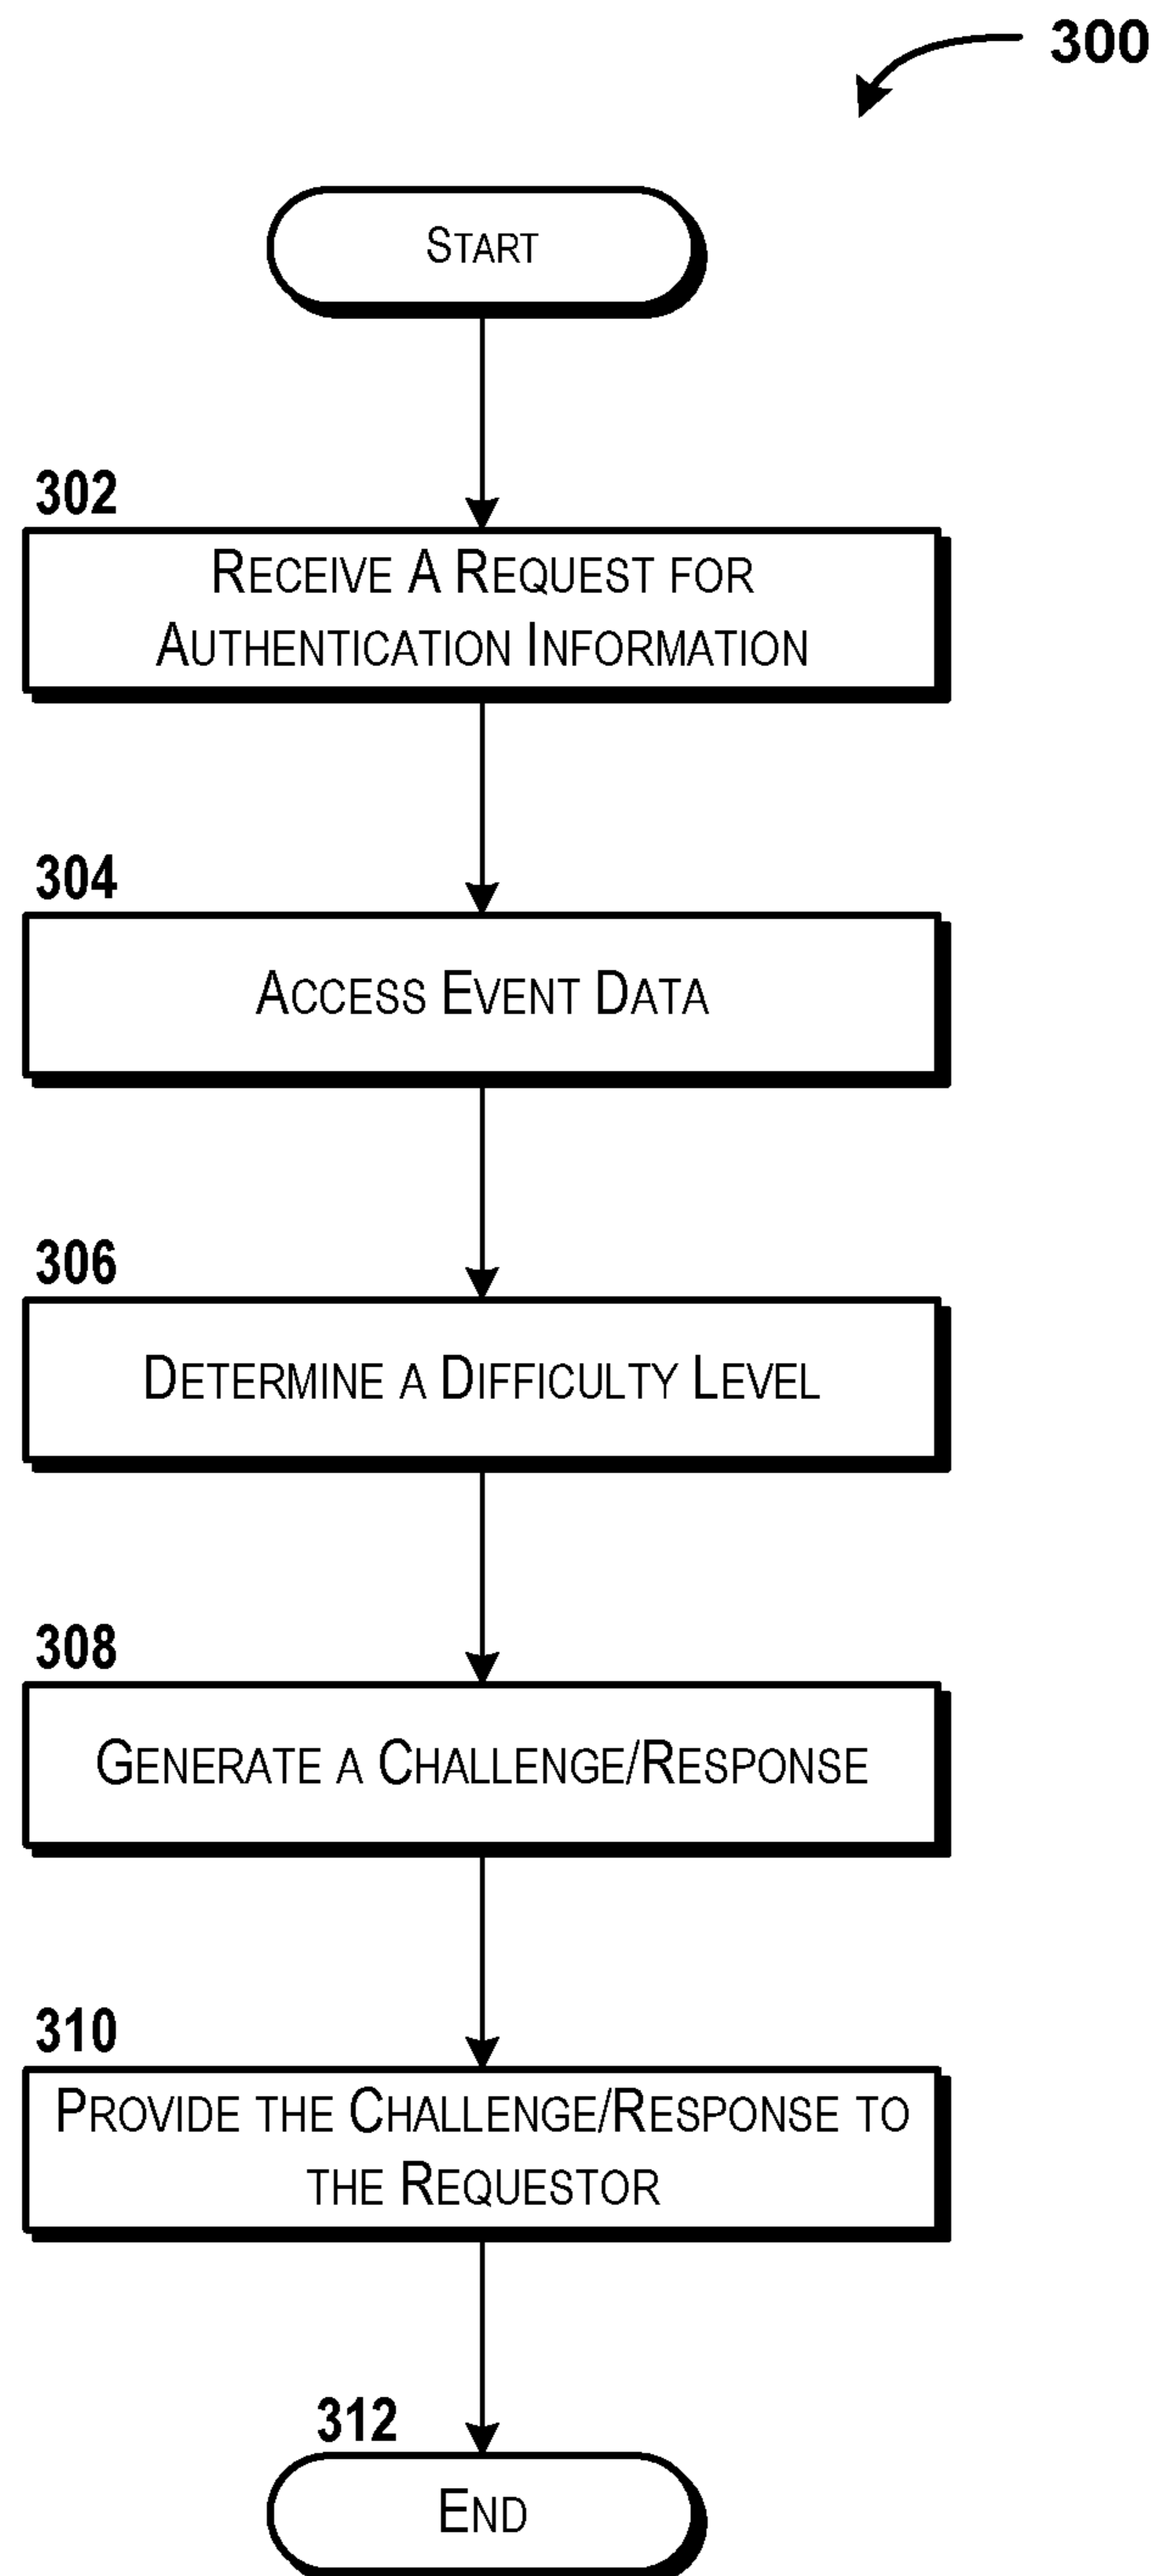 300
START
302
RECEIVE A REQUEST FOR
AUTHENTICATION INFORMATION
304
ACCESS EVENT DATA
306
DETERMINE A DIFFICULTY LEVEL
308
GENERATE A CHALLENGE/RESPONSE
310
PROVIDE THE CHALLENGE/RESPONSE TO
THE REQUESTOR
312
END